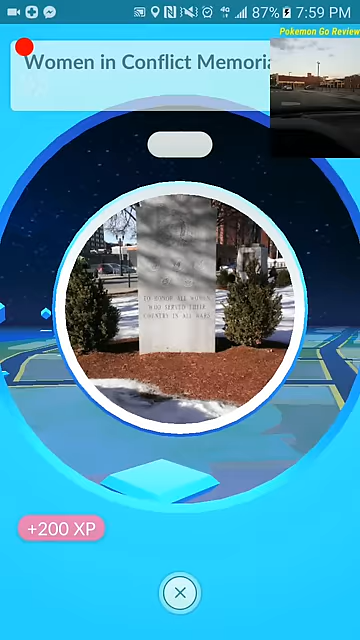 87% 7:59 PM
Pokemon Go Review
Women in Conflict Memoria
TO HONOR ALL WOMEN
WHO SERVED THEIR
COUNTRY IN ALL WARS
+200 XP